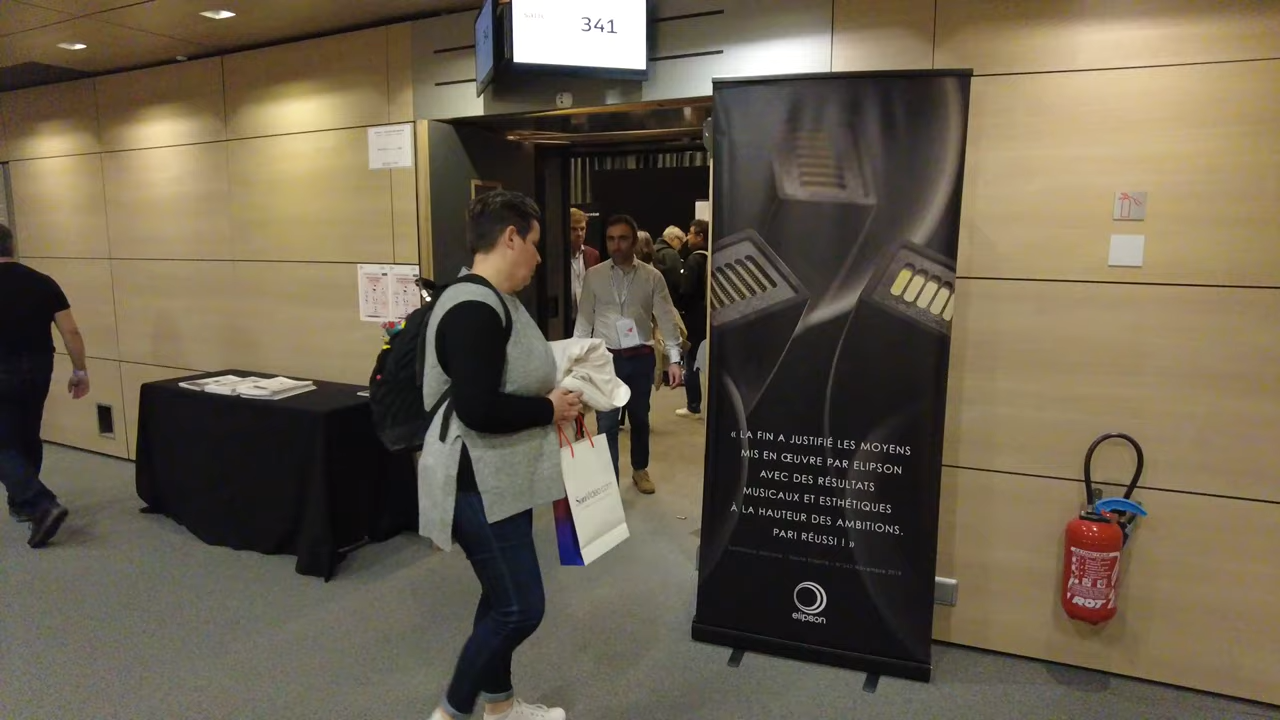 341
« LA FIN A JUSTIFIÉ LES MOYENS
MIS EN ŒUVRE PAR ELIPSON
AVEC DES RÉSULTATS
MUSICAUX ET ESTHÉTIQUES
À LA HAUTEUR DES AMBITIONS.
PARI RÉUSSI ! »
elipson
ROT